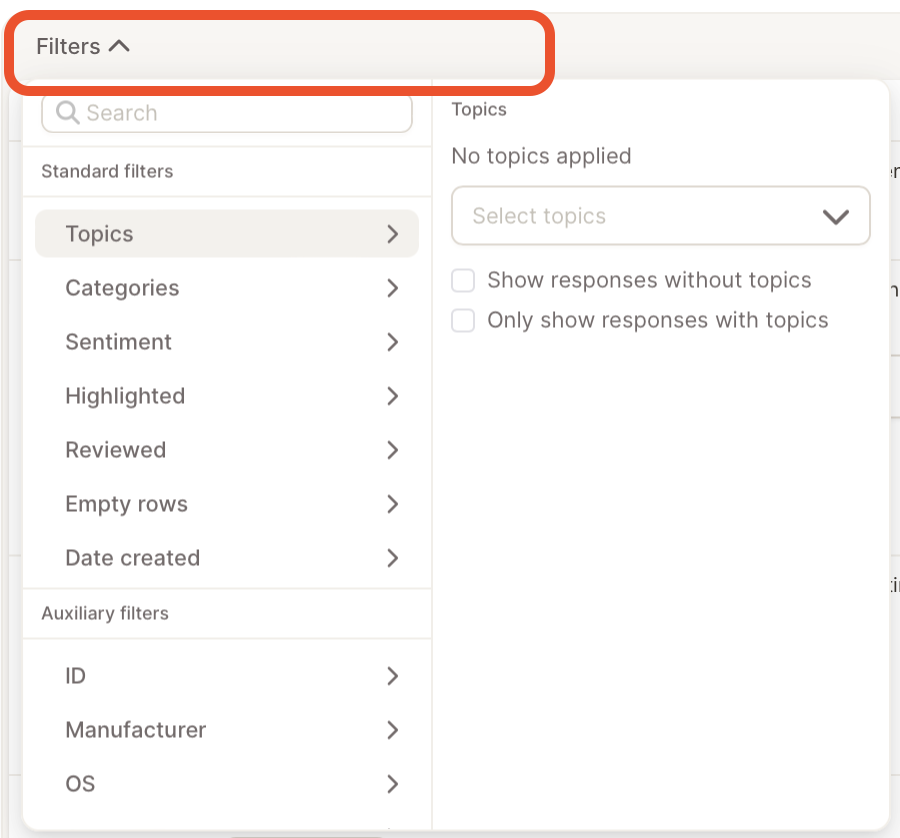 Filters
Search
Standard filters
Topics
Categories
Sentiment
Highlighted
Reviewed
Empty rows
Date created
Auxiliary filters
ID
Manufacturer
OS
Topics
No topics applied
Select topics
Show responses without topics
Only show responses with topics